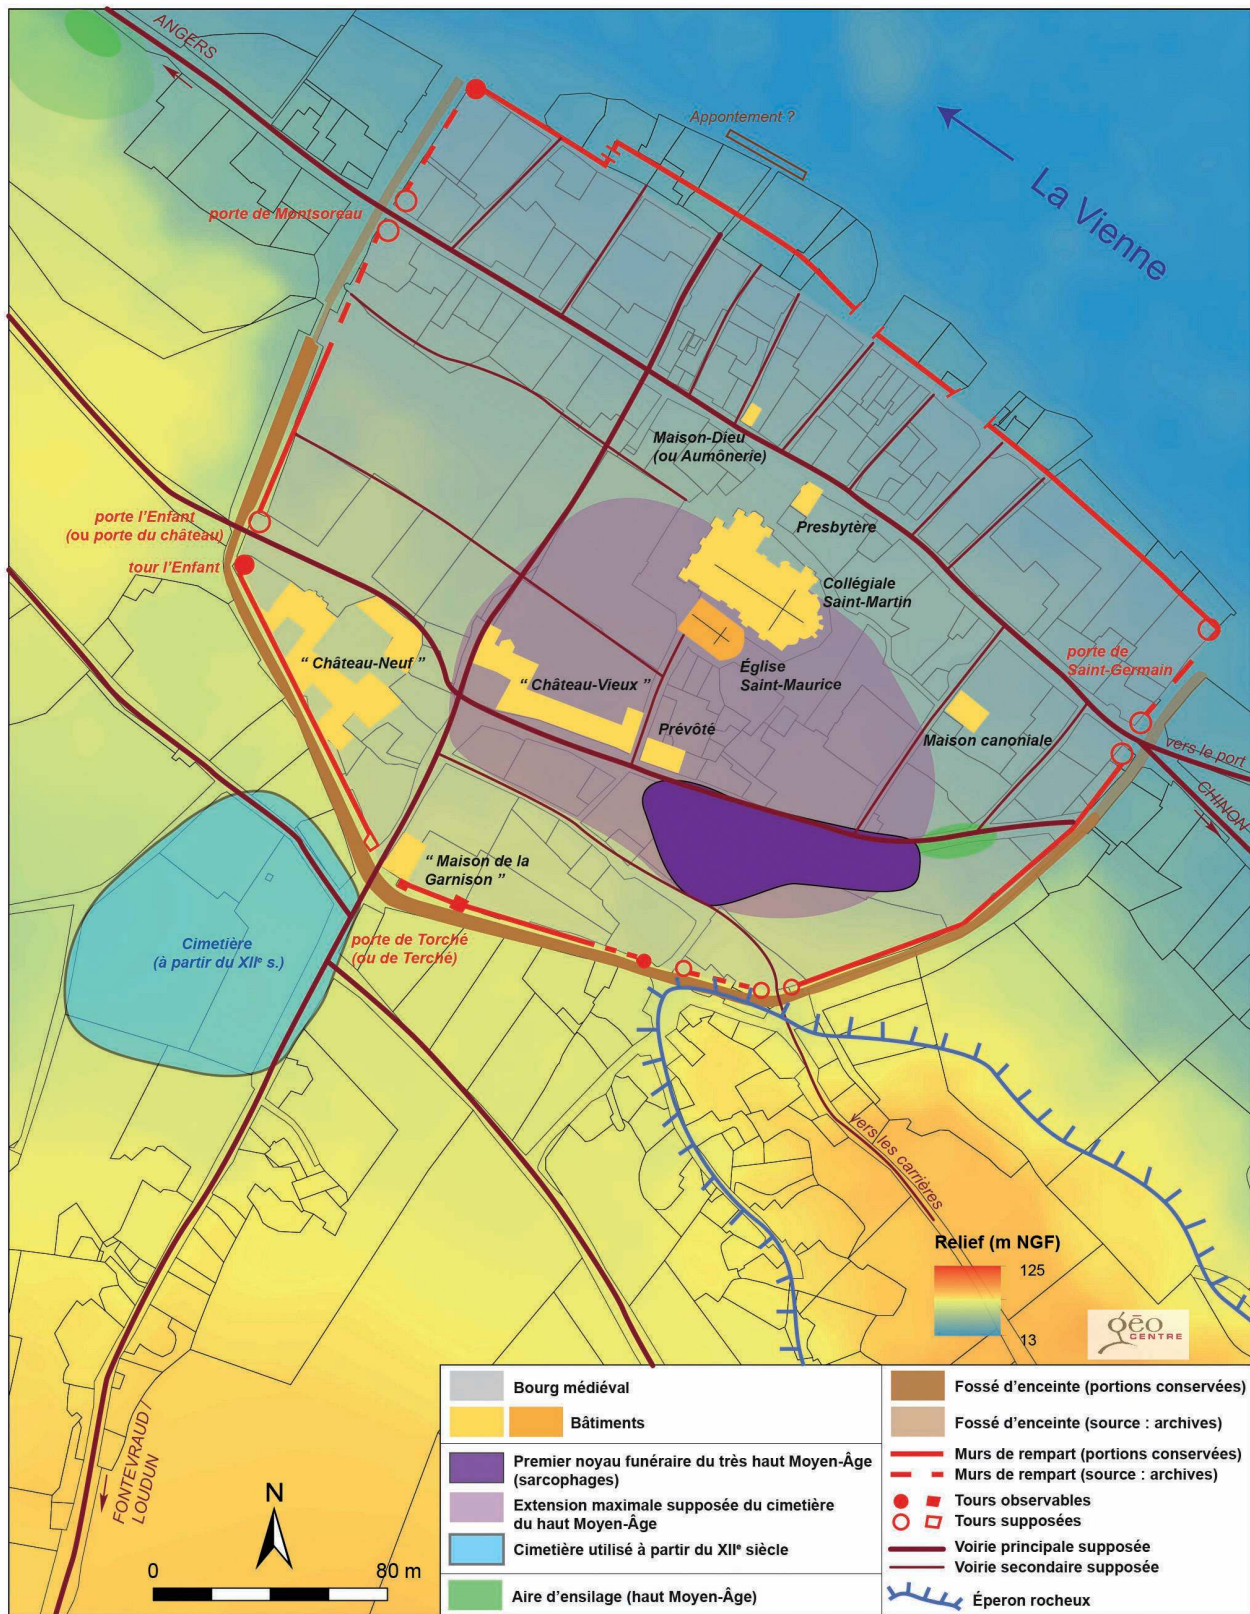 ANGERS
Appontement ?
La Vienne
porte de Montsoreau
Maison-Dieu
(ou Aumônerie)
Presbytère
porte l'Enfant
(ou porte du château)
tour l'Enfant
Collégiale
Saint-Martin
" Château-Neuf "
" Château-Vieux "
Église
Saint-Maurice
porte de
Saint-Germain
Prévôté
Maison canoniale
vers le port
CHINON
" Maison de la
Garnison "
Cimetière
(à partir du XIIe s.)
porte de Torché
(ou de Terché)
vers les carrières
FONTEVRAUD /
LOUDUN
Relief (m NGF)
125
13
géo
CENTRE
N
0 80 m
Bourg médiéval
Bâtiments
Premier noyau funéraire du très haut Moyen-Âge
(sarcophages)
Extension maximale supposée du cimetière
du haut Moyen-Âge
Cimetière utilisé à partir du XIIe siècle
Aire d'ensilage (haut Moyen-Âge)
Fossé d'enceinte (portions conservées)
Fossé d'enceinte (source : archives)
Murs de rempart (portions conservées)
Murs de rempart (source : archives)
Tours observables
Tours supposées
Voirie principale supposée
Voirie secondaire supposée
Éperon rocheux